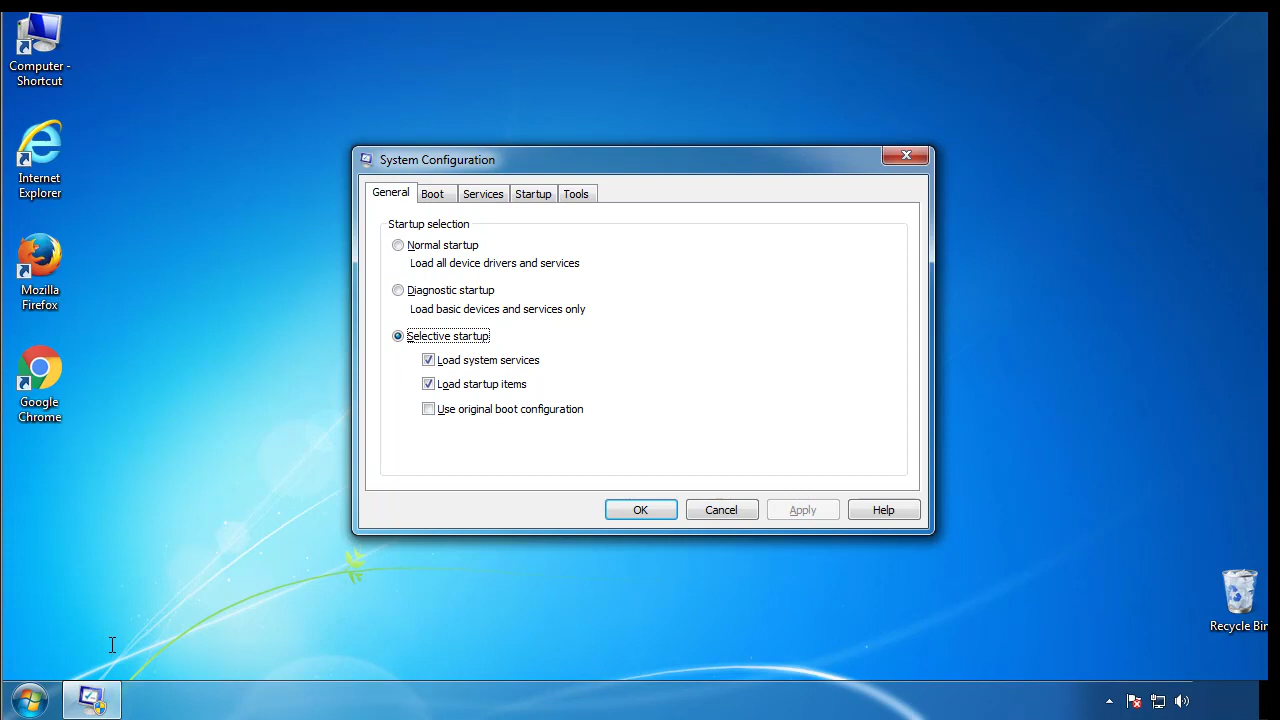 Computer -
Shortcut
Internet
Explorer
Mozilla
Firefox
Google
Chrome
System Configuration
General Boot Services Startup Tools
Startup selection
Normal startup
Load all device drivers and services
Diagnostic startup
Load basic devices and services only
Selective startup
Load system services
Load startup items
Use original boot configuration
OK Cancel Apply Help
Recycle Bin